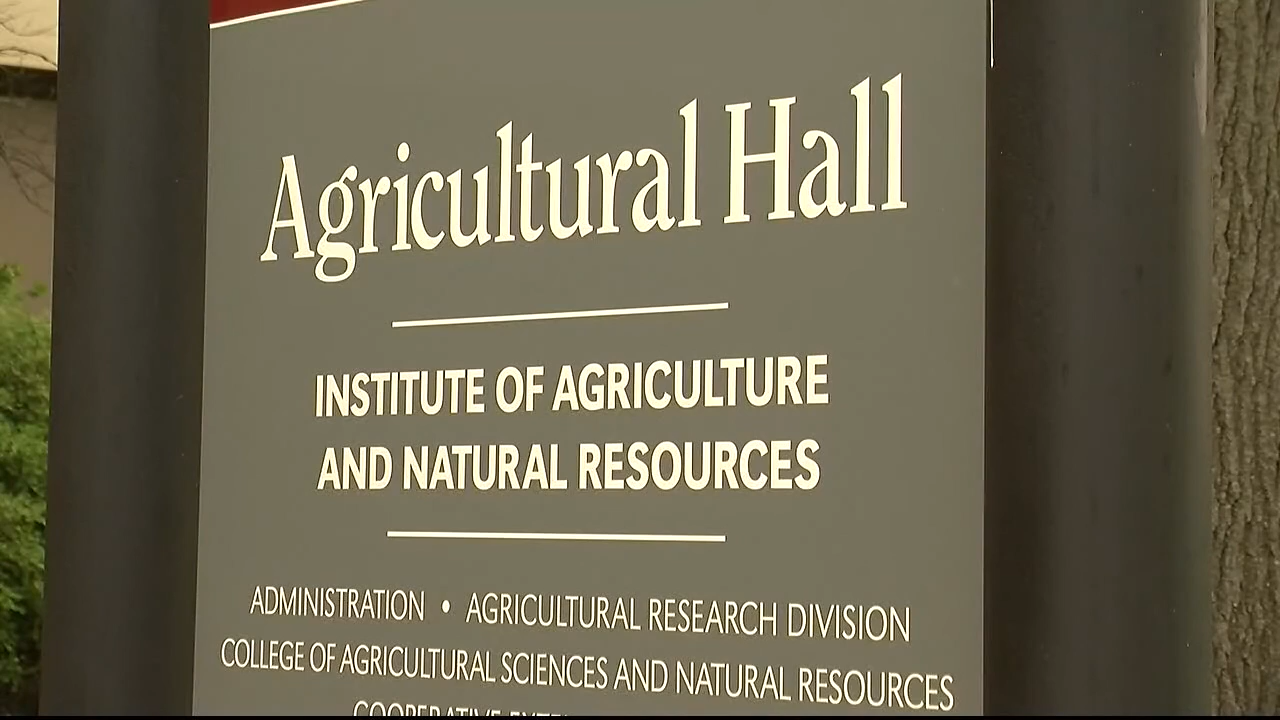 Agricultural Hall
INSTITUTE OF AGRICULTURE
AND NATURAL RESOURCES
ADMINISTRATION • AGRICULTURAL RESEARCH DIVISION
COLLEGE OF AGRICULTURAL SCIENCES AND NATURAL RESOURCES
COOPERATIVE